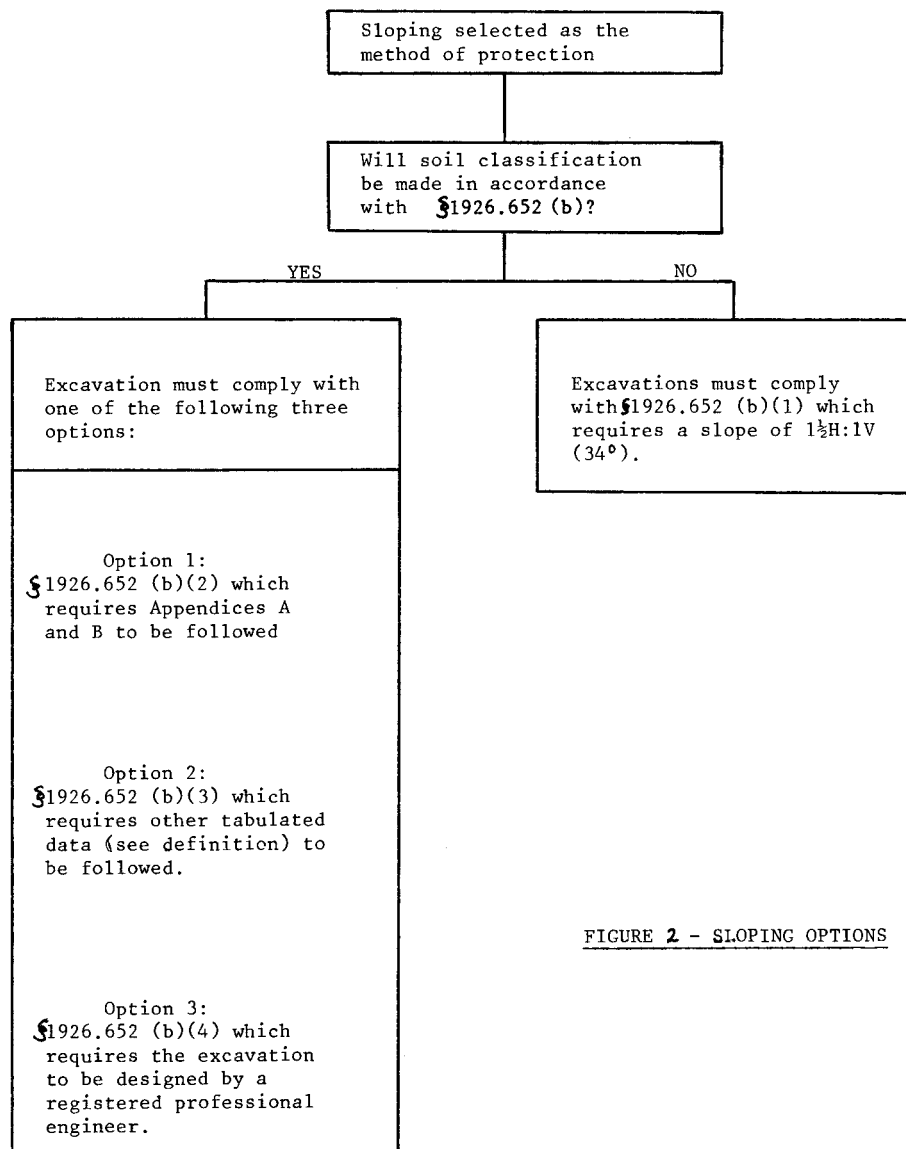 Sloping selected as the
method of protection
Will soil classification
be made in accordance
with §1926.652 (b)?
YES
NO
Excavation must comply with
one of the following three
options:
Excavations must comply
with §1926.652 (b)(1) which
requires a slope of 1½H:1V
(34°).
Option 1:
§1926.652 (b)(2) which
requires Appendices A
and B to be followed
Option 2:
§1926.652 (b)(3) which
requires other tabulated
data (see definition) to
be followed.
Option 3:
§1926.652 (b)(4) which
requires the excavation
to be designed by a
registered professional
engineer.
FIGURE 2 - SLOPING OPTIONS